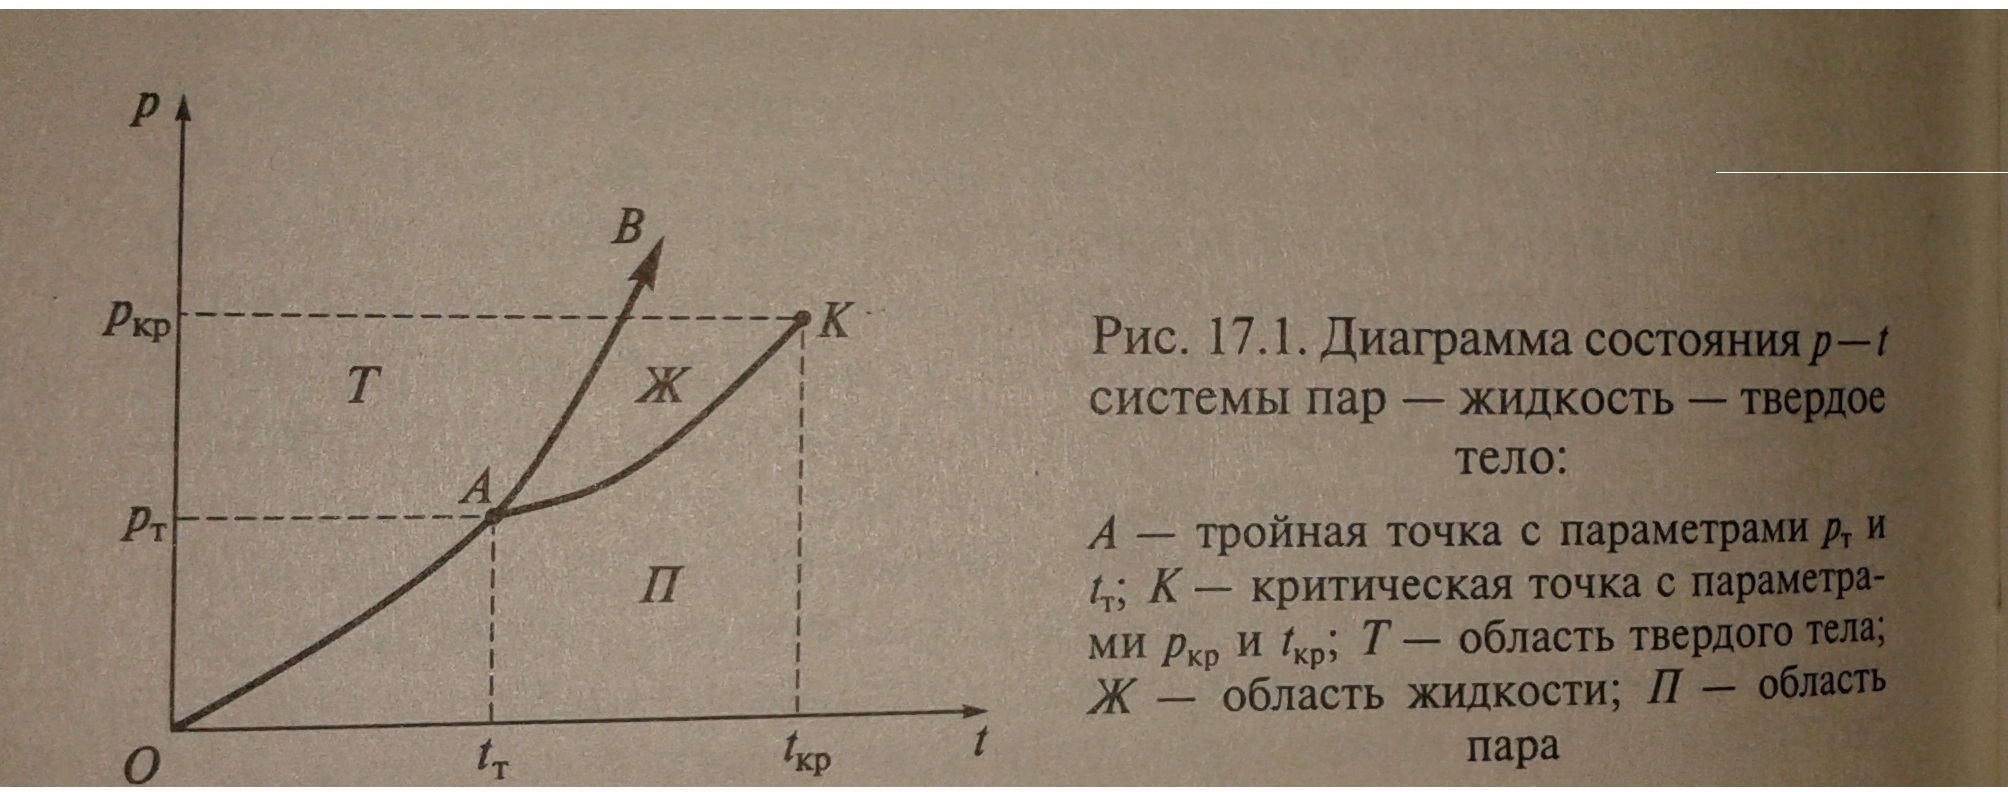 p
B
pкр
K
T
Ж
A
pт
П
O
tт
tкр
t
Рис. 17.1. Диаграмма состояния p—t
системы пар — жидкость — твердое
тело:
A — тройная точка с параметрами pт и
tт; K — критическая точка с параметра-
ми pкр и tкр; T — область твердого тела;
Ж — область жидкости; П — область
пара